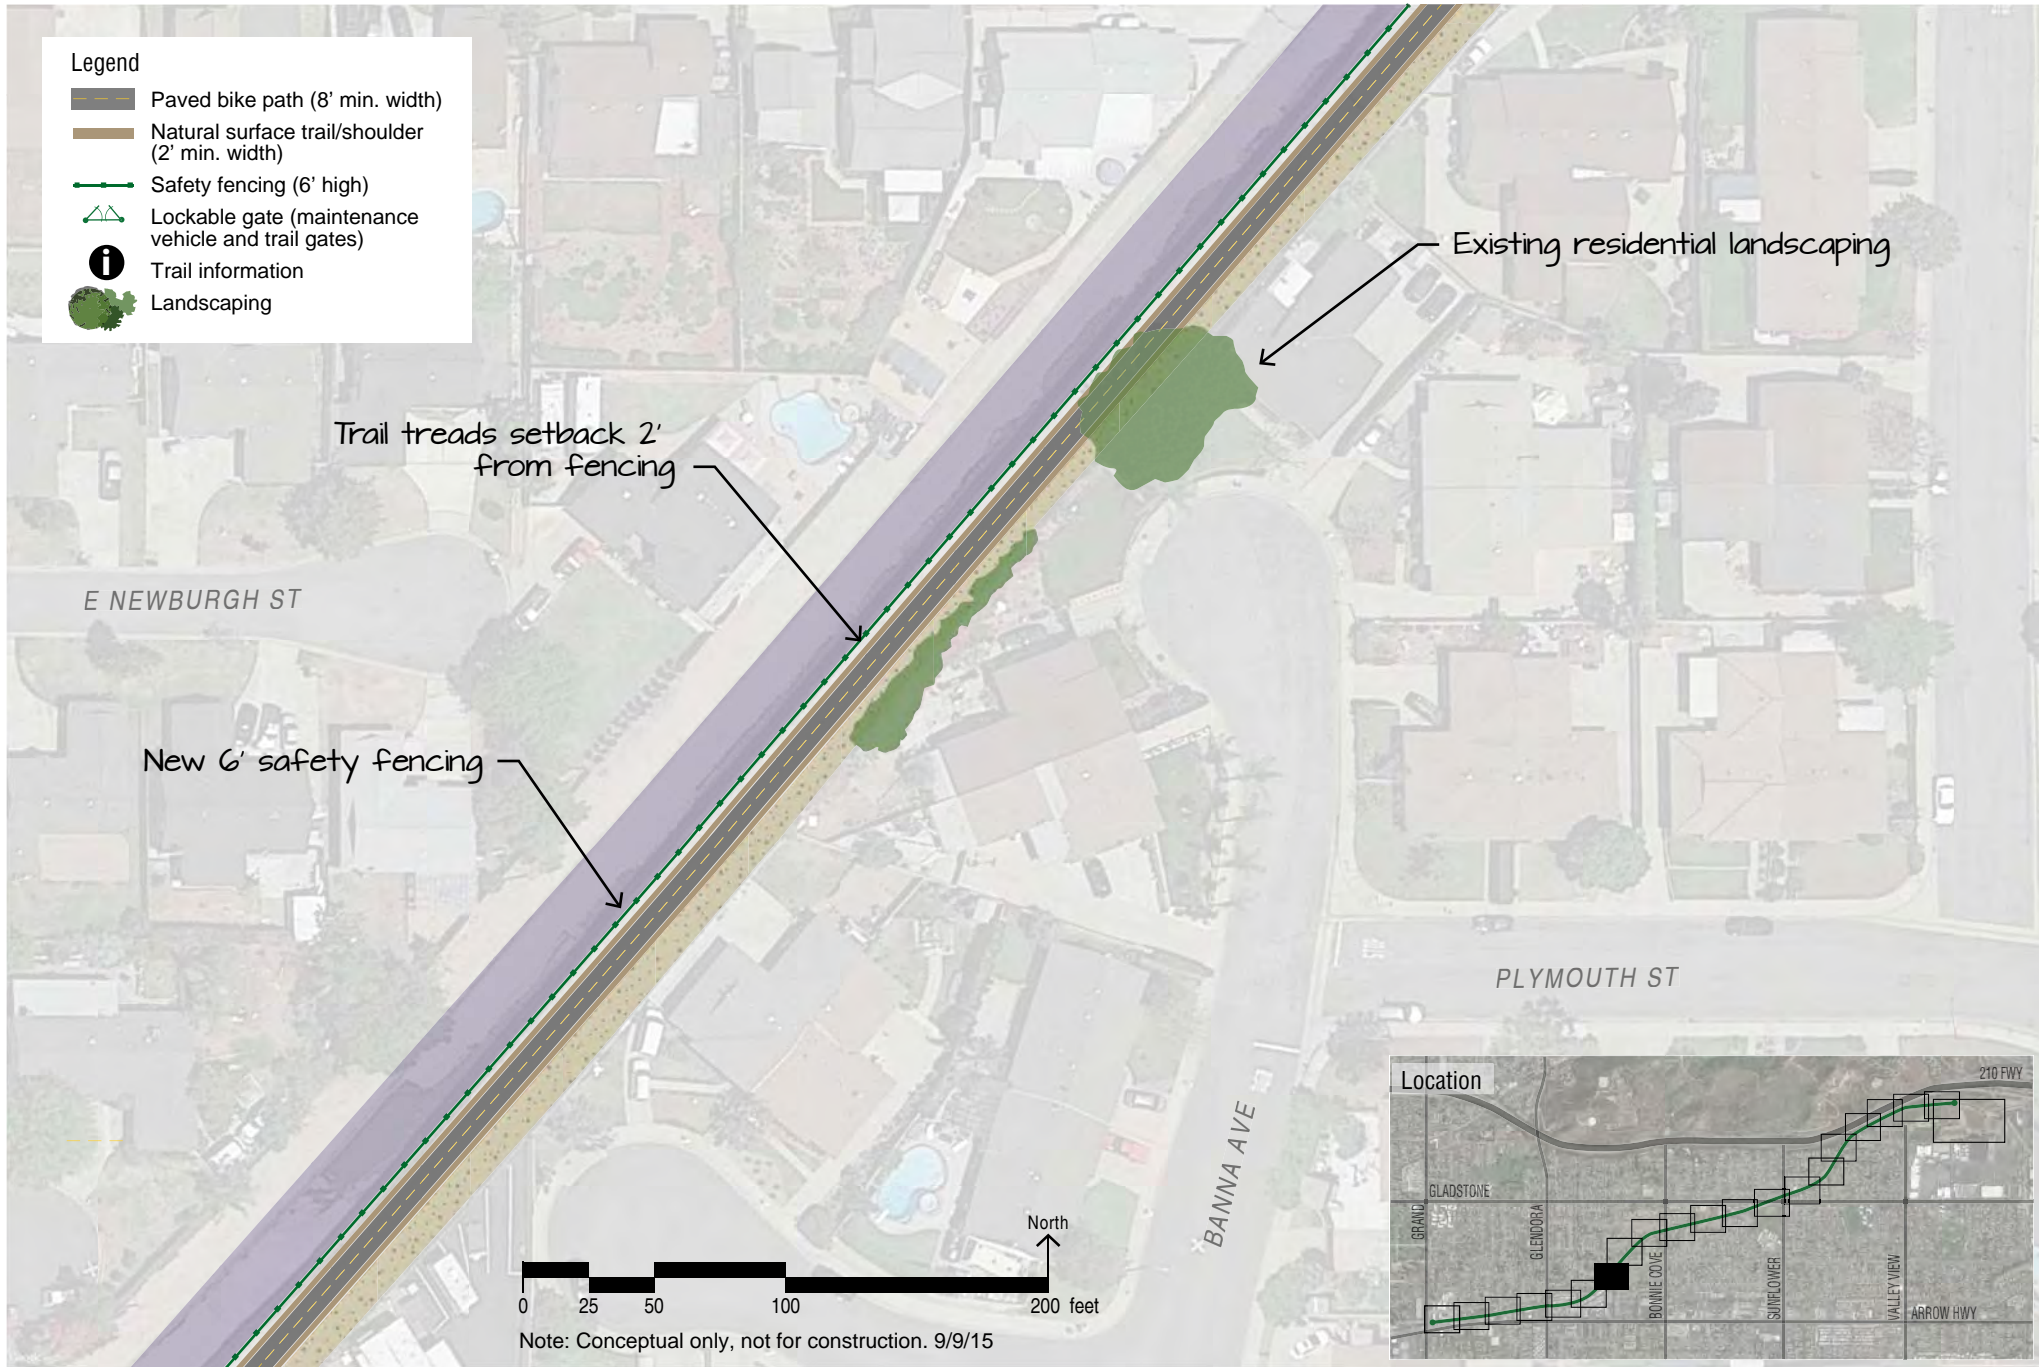 Legend
Paved bike path (8’ min. width)
Natural surface trail/shoulder
(2’ min. width)
Safety fencing (6’ high)
Lockable gate (maintenance
vehicle and trail gates)
i
Trail information
Landscaping
Existing residential landscaping
Trail treads setback 2’
from fencing
E NEWBURGH ST
New 6’ safety fencing
PLYMOUTH ST
BANNA AVE
North
0 25 50 100 200 feet
Note: Conceptual only, not for construction. 9/9/15
Location
210 FWY
GLADSTONE
GRAND
GLENDORA
BONNIE COVE
SUNFLOWER
VALLEY VIEW
ARROW HWY